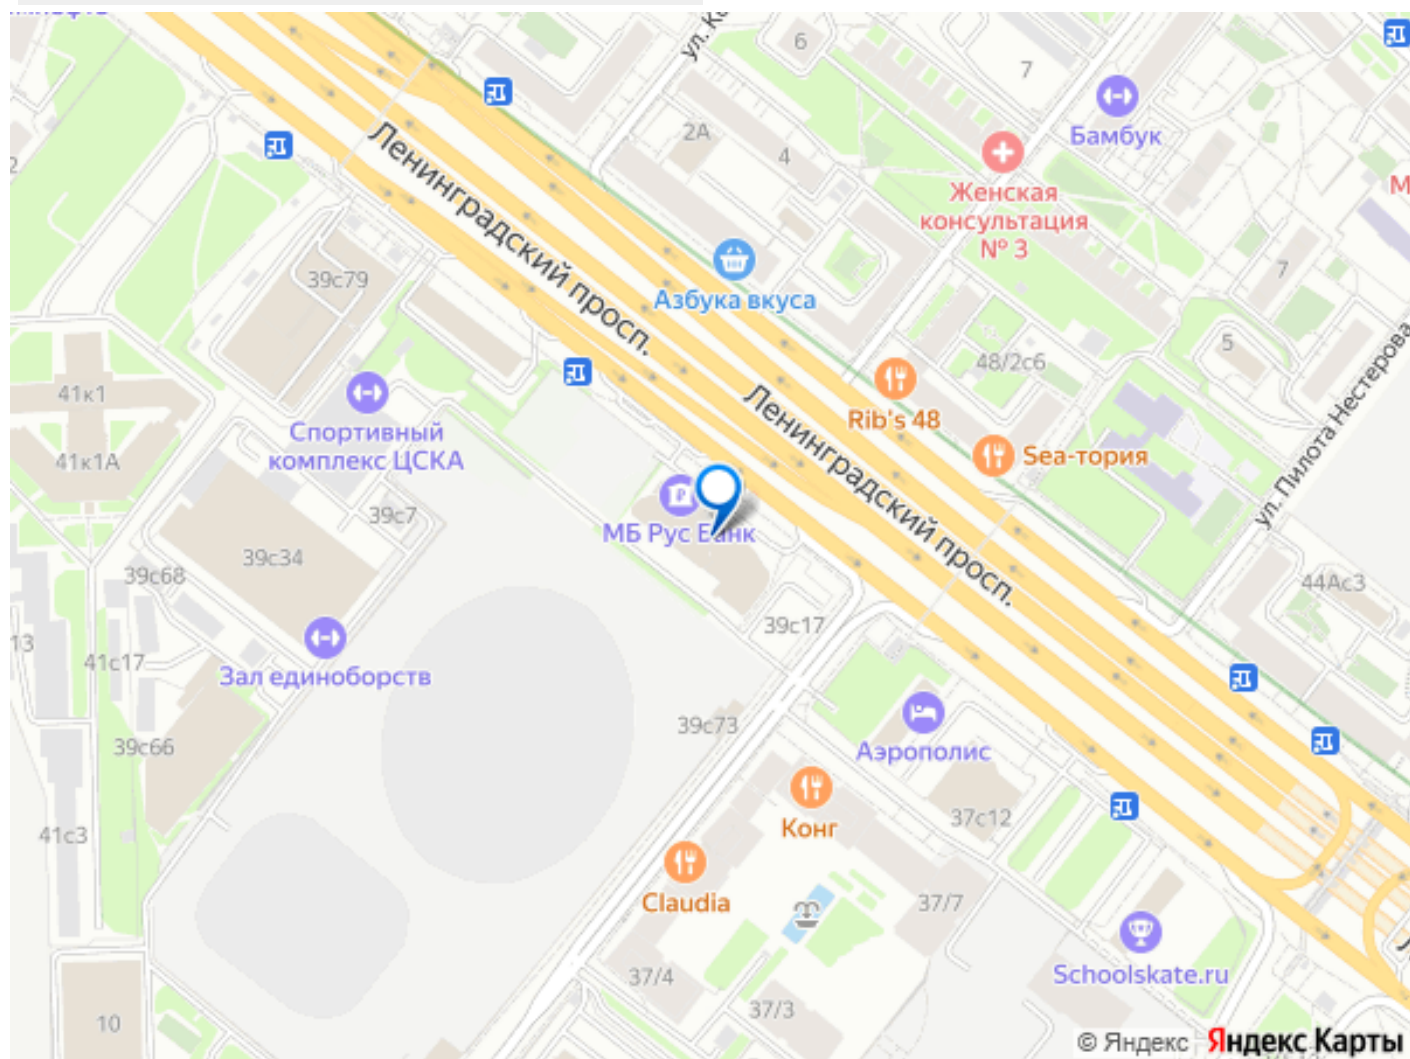 ул. Ко
6
7
Бамбук
2А
4
Женская
консультация
№ 3
М
2
Ленинградский просп.
39с79
Азбука вкуса
7
5
48/2с6
41к1
Rib's 48
Ленинградский просп.
ул. Пилота Нестерова
Спортивный
комплекс ЦСКА
41к1А
Sea-тория
39с7
МБ Рус Банк
39с34
39с68
44Ас3
39с17
13
41с17
Зал единоборств
39с73
39с66
Аэрополис
41с3
Конг
37с12
Claudia
37/7
Schoolskate.ru
37/4
37/3
10
© Яндекс Яндекс Карты